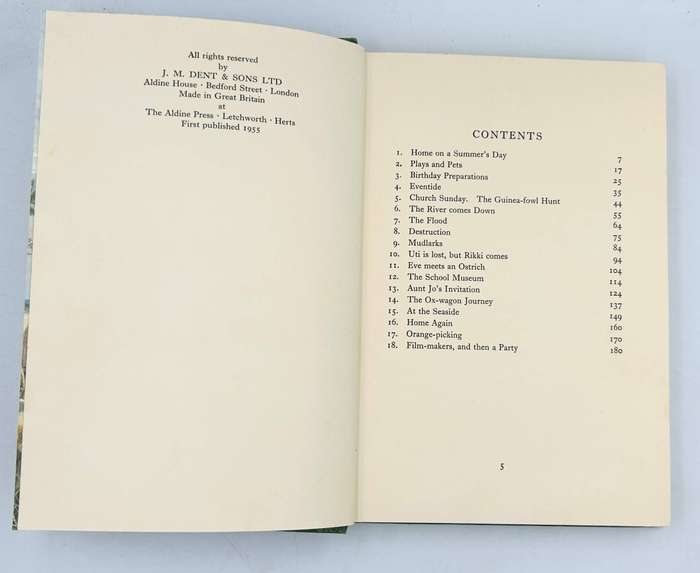 All rights reserved
by
J. M. DENT & SONS LTD
Aldine House · Bedford Street · London
Made in Great Britain
at
The Aldine Press · Letchworth · Herts
First published 1955
CONTENTS
1. Home on a Summer's Day 7
2. Plays and Pets 17
3. Birthday Preparations 25
4. Eventide 35
5. Church Sunday. The Guinea-fowl Hunt 44
6. The River comes Down 55
7. The Flood 64
8. Destruction 75
9. Mudlarks 84
10. Uti is lost, but Rikki comes 94
11. Eve meets an Ostrich 104
12. The School Museum 114
13. Aunt Jo's Invitation 124
14. The Ox-wagon Journey 137
15. At the Seaside 149
16. Home Again 160
17. Orange-picking 170
18. Film-makers, and then a Party 180
5